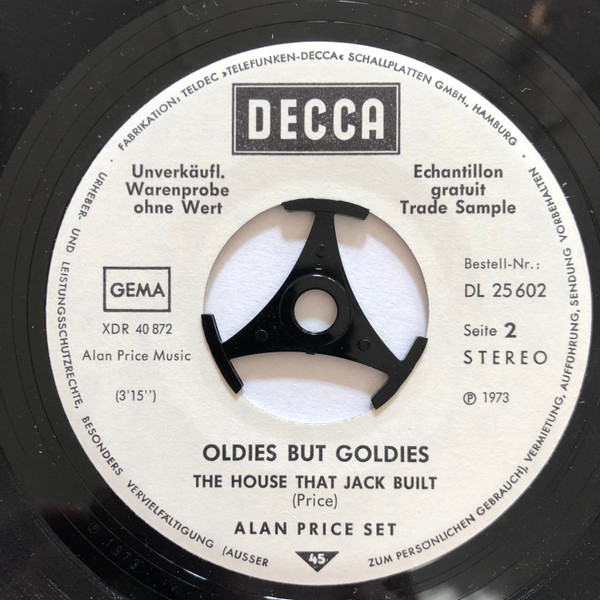 · FABRIKATION: TELDEC »TELEFUNKEN-DECCA« SCHALLPLATTEN GMBH., HAMBURG ·
URHEBER- UND LEISTUNGSSCHUTZRECHTE, BESONDERS VERVIELFÄLTIGUNG (AUSSER
ZUM PERSÖNLICHEN GEBRAUCH), VERMIETUNG, AUFFÜHRUNG, SENDUNG VORBEHALTEN
DECCA
Unverkäufl.
Warenprobe
ohne Wert
Echantillon
gratuit
Trade Sample
GEMA
XDR 40 872
Alan Price Music
(3'15'')
Bestell-Nr.:
DL 25 602
Seite 2
STEREO
Ⓟ 1973
OLDIES BUT GOLDIES
THE HOUSE THAT JACK BUILT
(Price)
ALAN PRICE SET
45
Ⓟ 1973